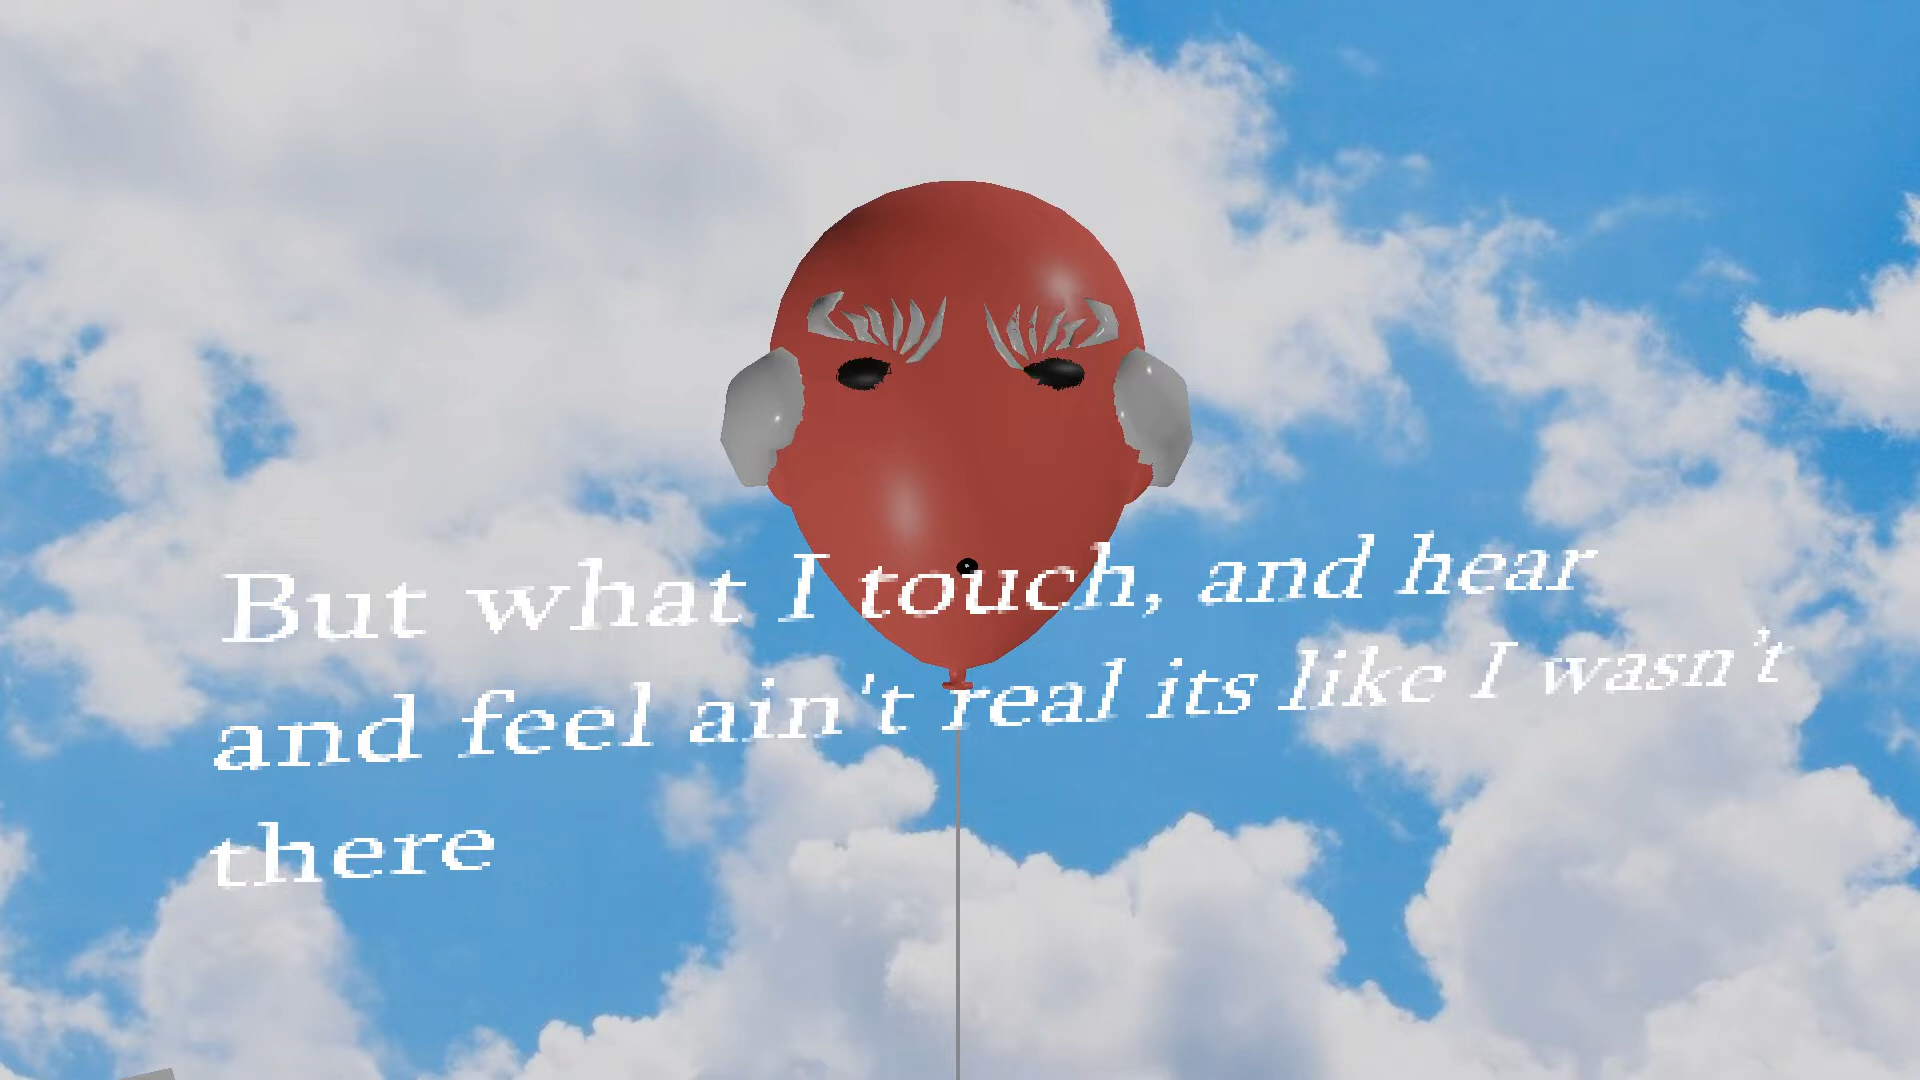 But what I touch, and hear
and feel ain't real its like I wasn't
there